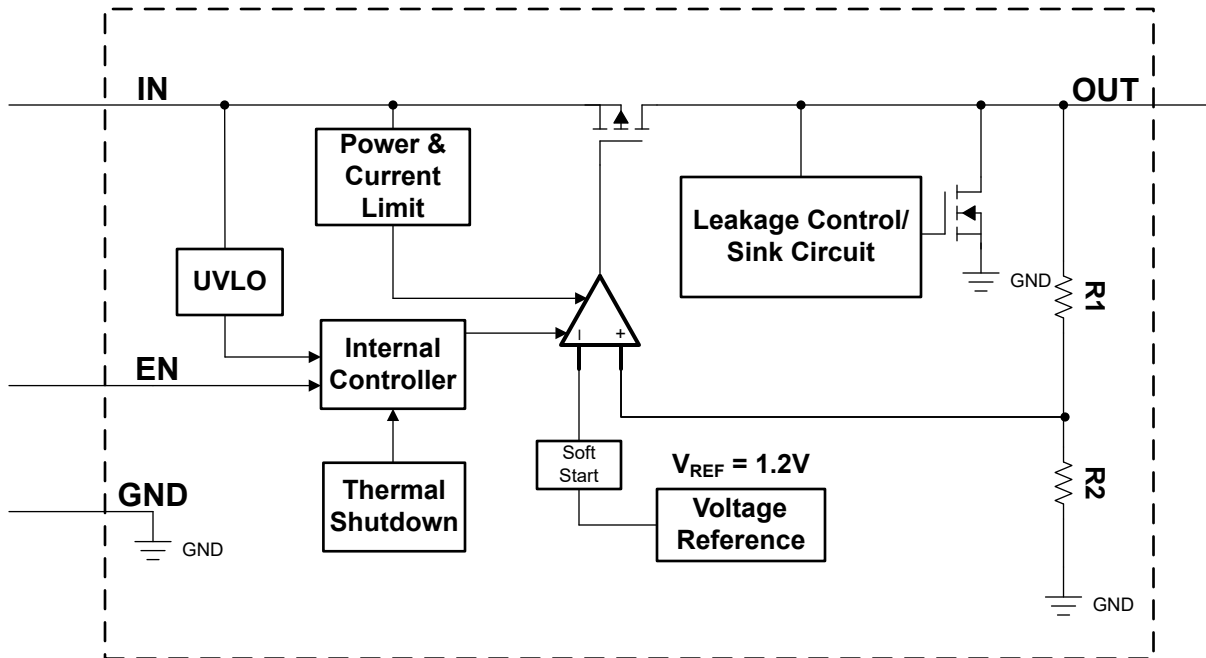 IN
OUT
Power &
Current
Limit
Leakage Control/
Sink Circuit
GND
R1
UVLO
Internal
Controller
EN
− +
Soft
Start
V_REF = 1.2V
Voltage
Reference
R2
Thermal
Shutdown
GND
GND
GND